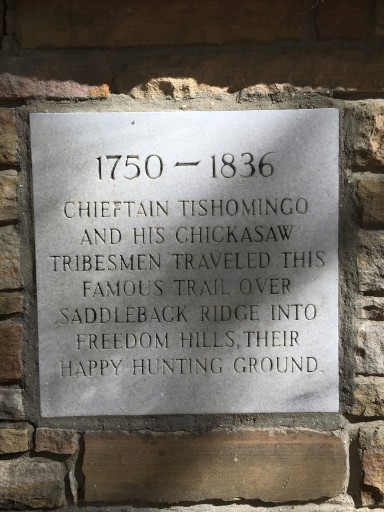 1750 — 1836
CHIEFTAIN TISHOMINGO
AND HIS CHICKASAW
TRIBESMEN TRAVELED THIS
FAMOUS TRAIL OVER
SADDLEBACK RIDGE INTO
FREEDOM HILLS, THEIR
HAPPY HUNTING GROUND.